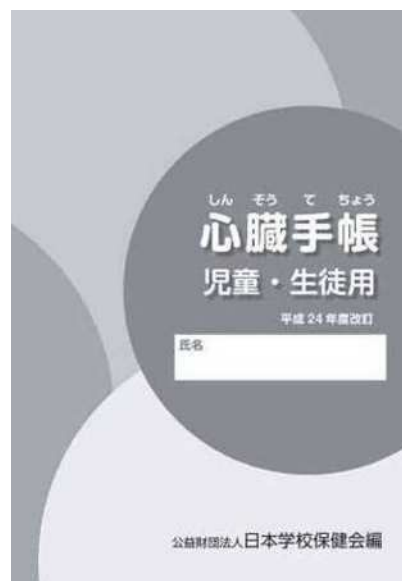 しん ぞう て ちょう
心臓手帳
児童・生徒用
平成24年度改訂
氏名
公益財団法人日本学校保健会編